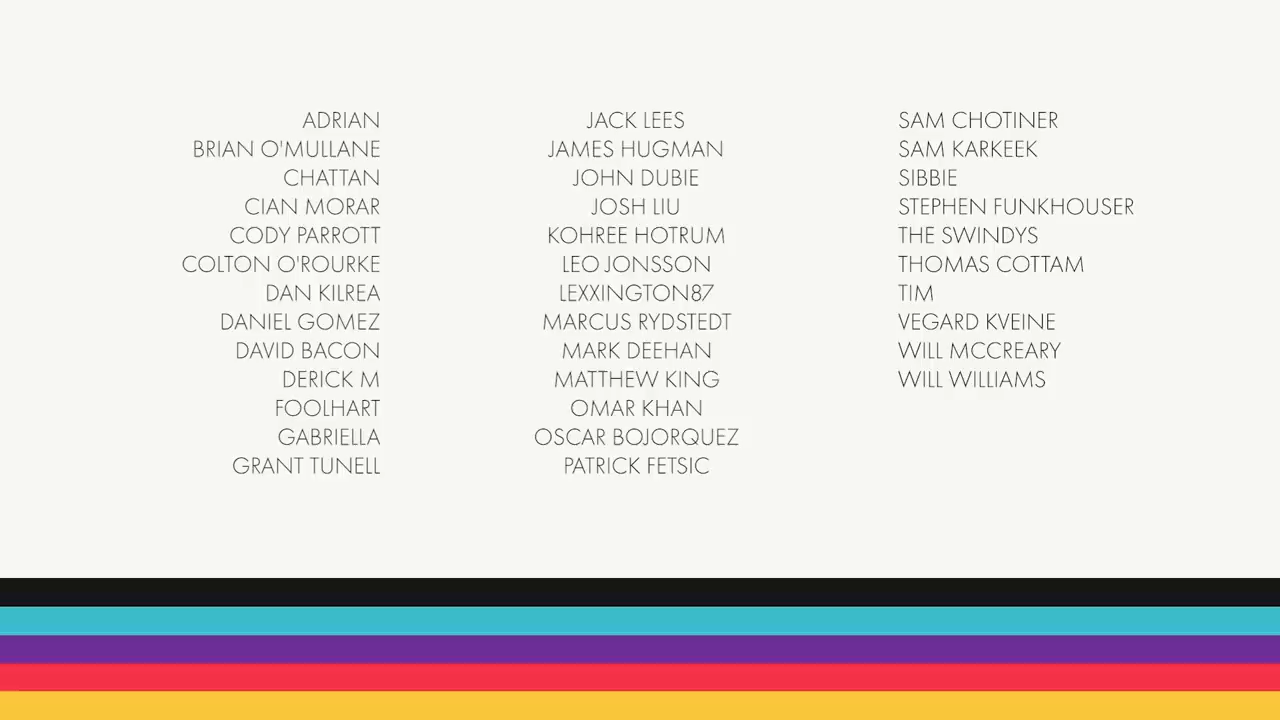 ADRIAN
BRIAN O'MULLANE
CHATTAN
CIAN MORAR
CODY PARROTT
COLTON O'ROURKE
DAN KILREA
DANIEL GOMEZ
DAVID BACON
DERICK M
FOOLHART
GABRIELLA
GRANT TUNELL
JACK LEES
JAMES HUGMAN
JOHN DUBIE
JOSH LIU
KOHREE HOTRUM
LEO JONSSON
LEXXINGTON87
MARCUS RYDSTEDT
MARK DEEHAN
MATTHEW KING
OMAR KHAN
OSCAR BOJORQUEZ
PATRICK FETSIC
SAM CHOTINER
SAM KARKEEK
SIBBIE
STEPHEN FUNKHOUSER
THE SWINDYS
THOMAS COTTAM
TIM
VEGARD KVEINE
WILL MCCREARY
WILL WILLIAMS